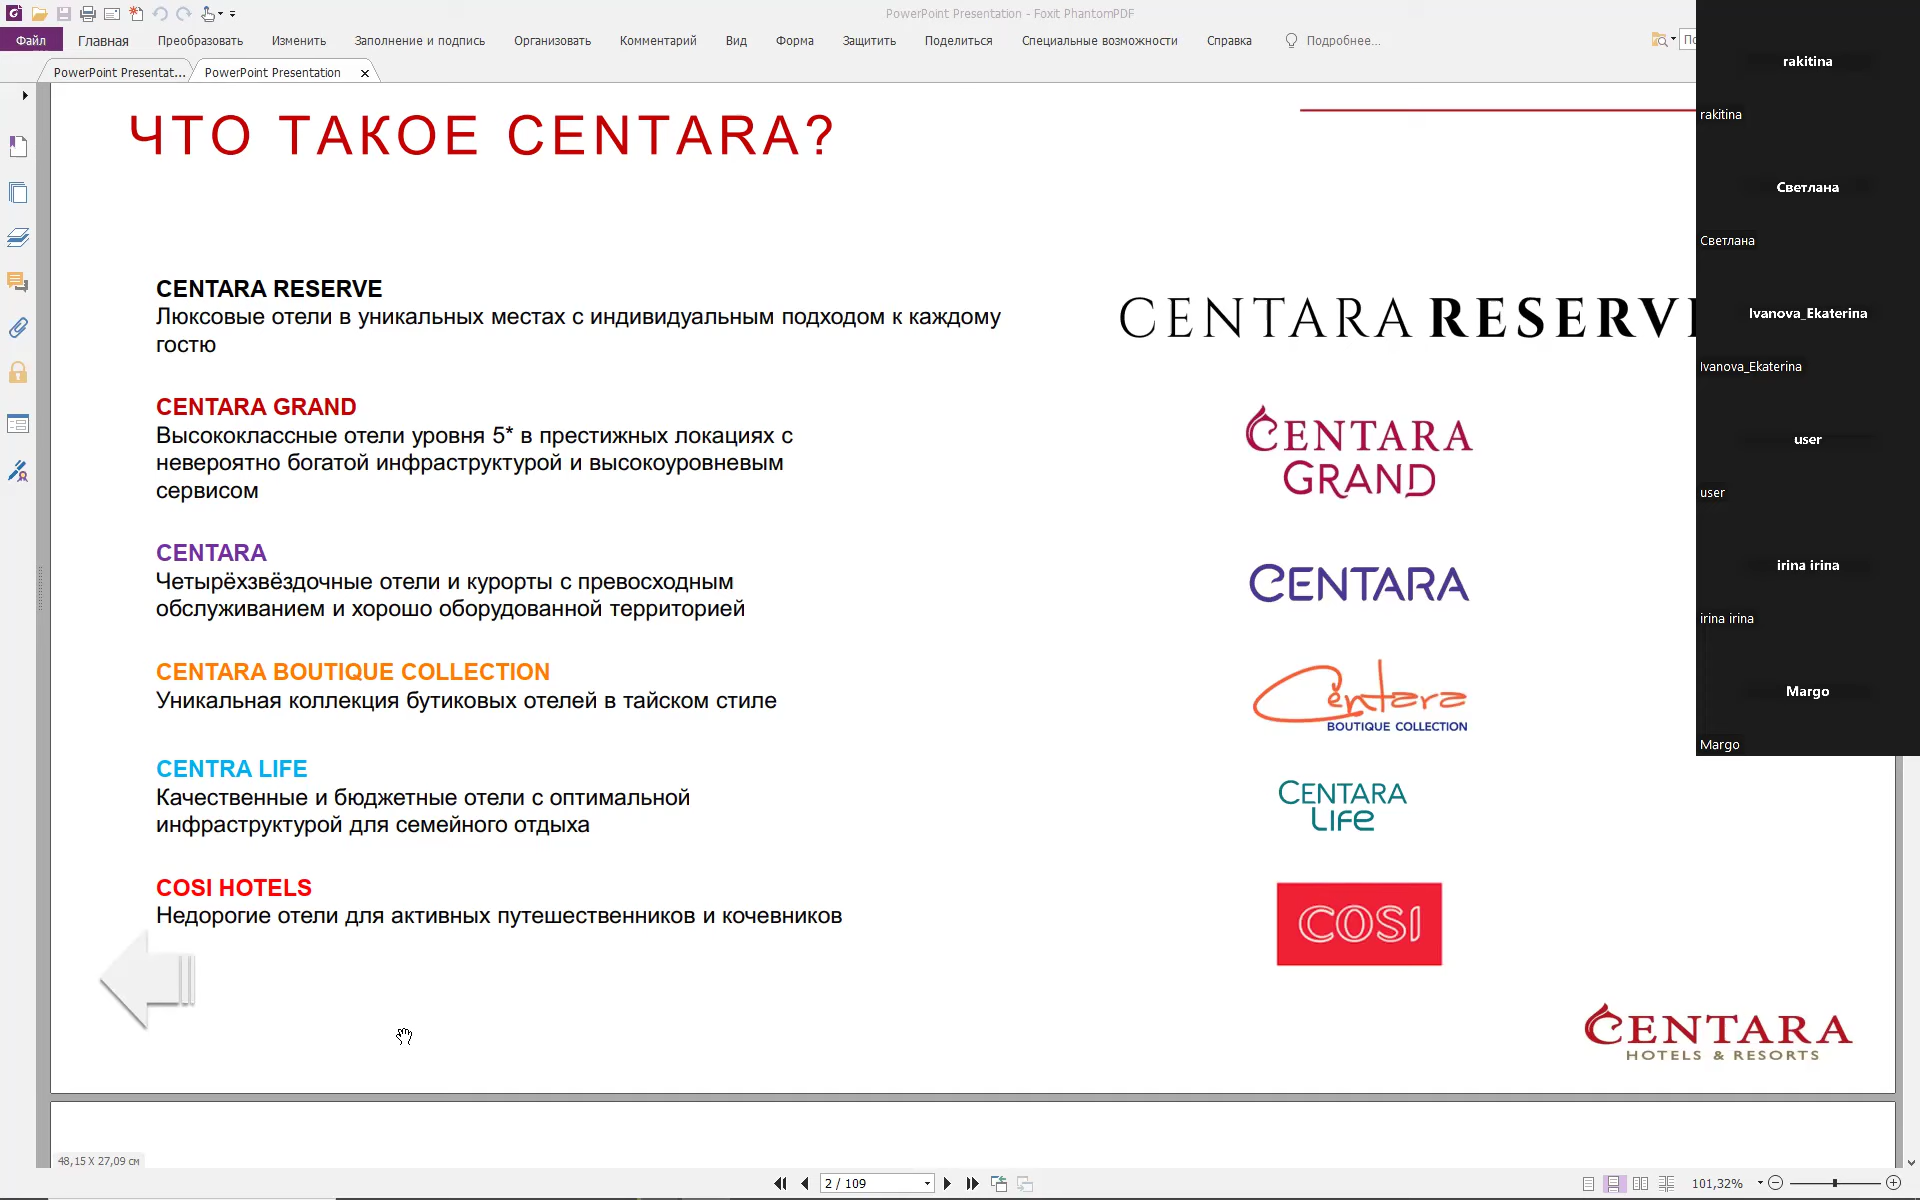 PowerPoint Presentation - Foxit PhantomPDF
Файл Главная Преобразовать Изменить Заполнение и подпись Организовать Комментарий Вид Форма Защитить Поделиться Специальные возможности Справка Подробнее...
PowerPoint Presentat... PowerPoint Presentation
ЧТО ТАКОЕ CENTARA?
CENTARA RESERVE
Люксовые отели в уникальных местах с индивидуальным подходом к каждому
гостю
CENTARA GRAND
Высококлассные отели уровня 5* в престижных локациях с
невероятно богатой инфраструктурой и высокоуровневым
сервисом
CENTARA
Четырёхзвёздочные отели и курорты с превосходным
обслуживанием и хорошо оборудованной территорией
CENTARA BOUTIQUE COLLECTION
Уникальная коллекция бутиковых отелей в тайском стиле
CENTRA LIFE
Качественные и бюджетные отели с оптимальной
инфраструктурой для семейного отдыха
COSI HOTELS
Недорогие отели для активных путешественников и кочевников
CENTARA RESERV
CENTARA
GRAND
CENTARA
Centara
BOUTIQUE COLLECTION
CENTARA
LIFE
COSI
CENTARA
HOTELS & RESORTS
rakitina
rakitina
Светлана
Светлана
Ivanova_Ekaterina
Ivanova_Ekaterina
user
user
irina irina
irina irina
Margo
Margo
48,15 X 27,09 см
2 / 109
101,32%